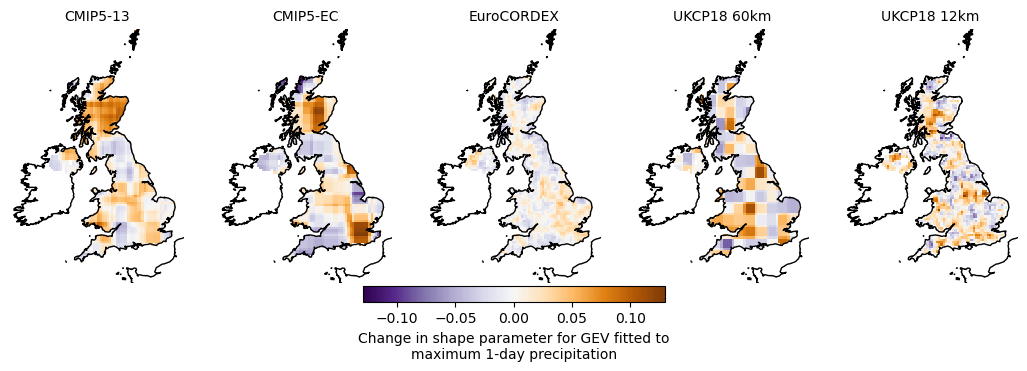 CMIP5-13 CMIP5-EC EuroCORDEX UKCP18 60km UKCP18 12km
−0.10 −0.05 0.00 0.05 0.10
Change in shape parameter for GEV fitted to
maximum 1-day precipitation